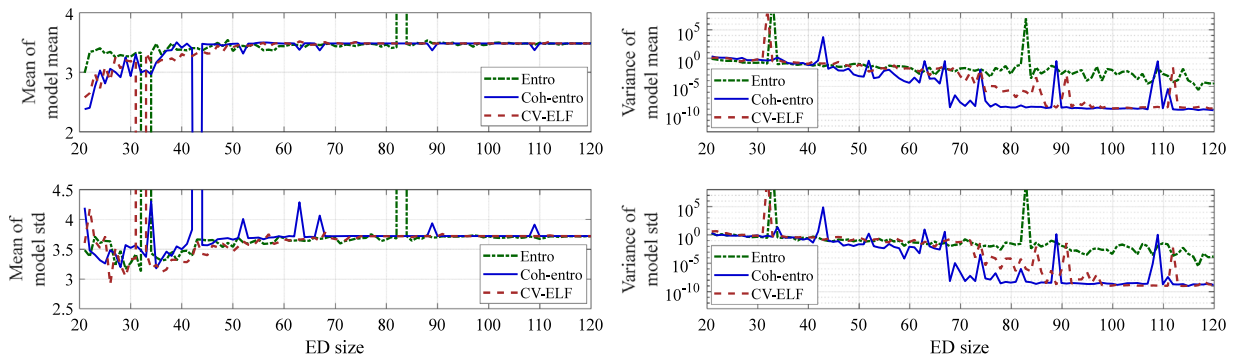 Mean of
model mean
4
3
2
20 30 40 50 60 70 80 90 100 110 120
Entro
Coh-entro
CV-ELF
Variance of
model mean
10^5
10^0
10^-5
10^-10
20 30 40 50 60 70 80 90 100 110 120
Entro
Coh-entro
CV-ELF
Mean of
model std
4.5
4
3.5
3
2.5
20 30 40 50 60 70 80 90 100 110 120
ED size
Entro
Coh-entro
CV-ELF
Variance of
model std
10^5
10^0
10^-5
10^-10
20 30 40 50 60 70 80 90 100 110 120
ED size
Entro
Coh-entro
CV-ELF